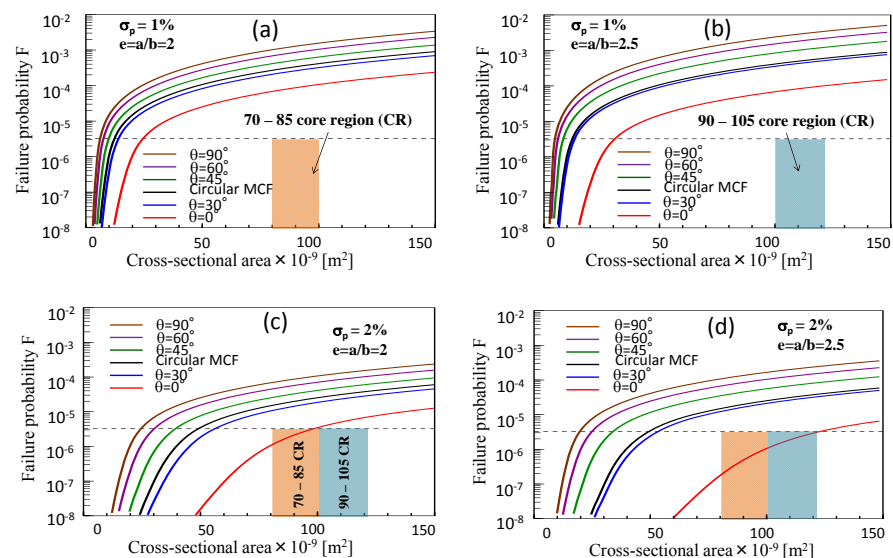 (a)
σp = 1%
e=a/b=2
Failure probability F
10⁻²
10⁻³
10⁻⁴
10⁻⁵
10⁻⁶
10⁻⁷
10⁻⁸
70 – 85 core region (CR)
θ=90°
θ=60°
θ=45°
Circular MCF
θ=30°
θ=0°
0 50 100 150
Cross-sectional area × 10⁻⁹ [m²]
(b)
σp = 1%
e=a/b=2.5
Failure probability F
10⁻²
10⁻³
10⁻⁴
10⁻⁵
10⁻⁶
10⁻⁷
10⁻⁸
90 – 105 core region (CR)
θ=90°
θ=60°
θ=45°
Circular MCF
θ=30°
θ=0°
0 50 100 150
Cross-sectional area × 10⁻⁹ [m²]
(c)
σp = 2%
e=a/b=2
Failure probability F
10⁻²
10⁻³
10⁻⁴
10⁻⁵
10⁻⁶
10⁻⁷
10⁻⁸
θ=90°
θ=60°
θ=45°
Circular MCF
θ=30°
θ=0°
70 – 85 CR
90 – 105 CR
0 50 100 150
Cross-sectional area × 10⁻⁹ [m²]
(d)
σp = 2%
e=a/b=2.5
Failure probability F
10⁻²
10⁻³
10⁻⁴
10⁻⁵
10⁻⁶
10⁻⁷
10⁻⁸
θ=90°
θ=60°
θ=45°
Circular MCF
θ=30°
θ=0°
0 50 100 150
Cross-sectional area × 10⁻⁹ [m²]